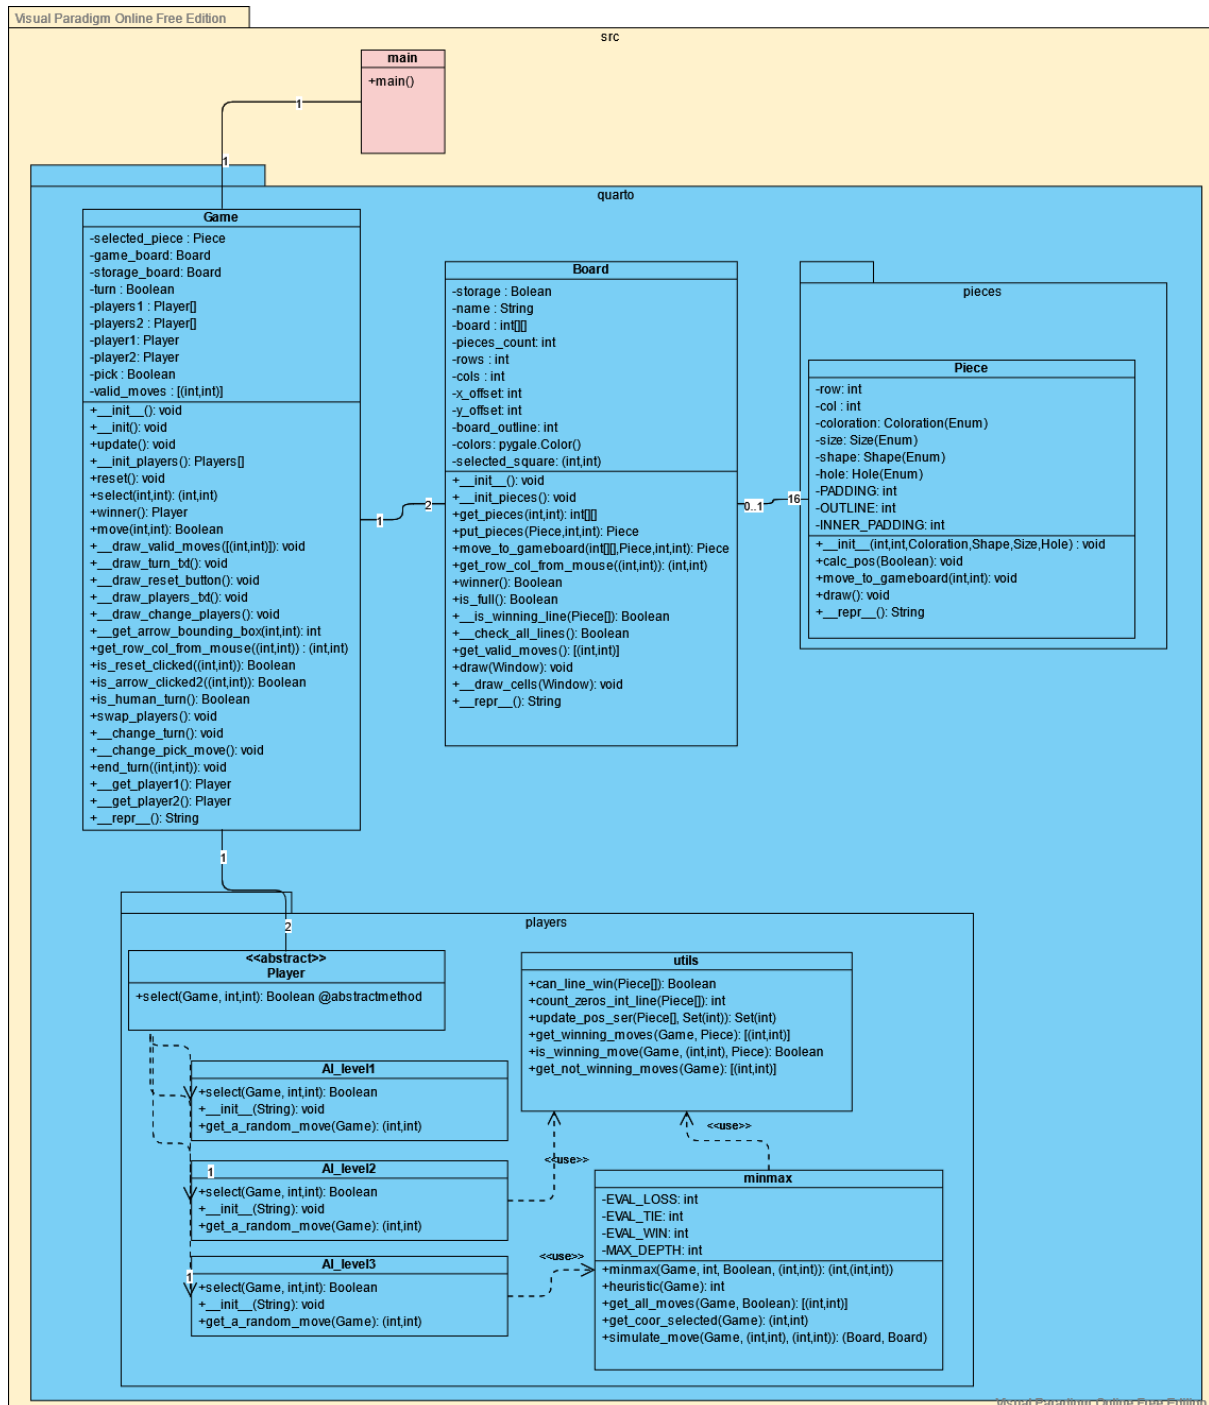 Visual Paradigm Online Free Edition
src
main
+main()
1
1
quarto
Game
-selected_piece : Piece
-game_board: Board
-storage_board: Board
-turn : Boolean
-players1 : Player[]
-players2 : Player[]
-player1: Player
-player2: Player
-pick : Boolean
-valid_moves : [(int,int)]
+__init__(): void
+__init(): void
+update(): void
+__init_players(): Players[]
+reset(): void
+select(int,int): (int,int)
+winner(): Player
+move(int,int): Boolean
+__draw_valid_moves([(int,int)]): void
+__draw_turn_txt(): void
+__draw_reset_button(): void
+__draw_players_txt(): void
+__draw_change_players(): void
+__get_arrow_bounding_box(int,int): int
+get_row_col_from_mouse((int,int)) : (int,int)
+is_reset_clicked((int,int)): Boolean
+is_arrow_clicked2((int,int)): Boolean
+is_human_turn(): Boolean
+swap_players(): void
+__change_turn(): void
+__change_pick_move(): void
+end_turn((int,int)): void
+__get_player1(): Player
+__get_player2(): Player
+__repr__(): String
1
2
Board
-storage : Bolean
-name : String
-board : int[][]
-pieces_count: int
-rows : int
-cols : int
-x_offset: int
-y_offset: int
-board_outline: int
-colors: pygale.Color()
-selected_square: (int,int)
+__init__(): void
+__init_pieces(): void
+get_pieces(int,int): int[][]
+put_pieces(Piece,int,int): Piece
+move_to_gameboard(int[][],Piece,int,int): Piece
+get_row_col_from_mouse((int,int)): (int,int)
+winner(): Boolean
+is_full(): Boolean
+__is_winning_line(Piece[]): Boolean
+__check_all_lines(): Boolean
+get_valid_moves(): [(int,int)]
+draw(Window): void
+__draw_cells(Window): void
+__repr__(): String
0..1
16
pieces
Piece
-row: int
-col : int
-coloration: Coloration(Enum)
-size: Size(Enum)
-shape: Shape(Enum)
-hole: Hole(Enum)
-PADDING: int
-OUTLINE: int
-INNER_PADDING: int
+__init__(int,int,Coloration,Shape,Size,Hole) : void
+calc_pos(Boolean): void
+move_to_gameboard(int,int): void
+draw(): void
+__repr__(): String
1
2
players
<<abstract>>
Player
+select(Game, int,int): Boolean @abstractmethod
utils
+can_line_win(Piece[]): Boolean
+count_zeros_int_line(Piece[]): int
+update_pos_ser(Piece[], Set(int)): Set(int)
+get_winning_moves(Game, Piece): [(int,int)]
+is_winning_move(Game, (int,int), Piece): Boolean
+get_not_winning_moves(Game): [(int,int)]
AI_level1
+select(Game, int,int): Boolean
+__init__(String): void
+get_a_random_move(Game): (int,int)
<<use>>
<<use>>
AI_level2
1
+select(Game, int,int): Boolean
+__init__(String): void
+get_a_random_move(Game): (int,int)
minmax
-EVAL_LOSS: int
-EVAL_TIE: int
-EVAL_WIN: int
-MAX_DEPTH: int
+minmax(Game, int, Boolean, (int,int)): (int,(int,int))
+heuristic(Game): int
+get_all_moves(Game, Boolean): [(int,int)]
+get_coor_selected(Game): (int,int)
+simulate_move(Game, (int,int), (int,int)): (Board, Board)
<<use>>
AI_level3
1
+select(Game, int,int): Boolean
+__init__(String): void
+get_a_random_move(Game): (int,int)
Visual Paradigm Online Free Edition